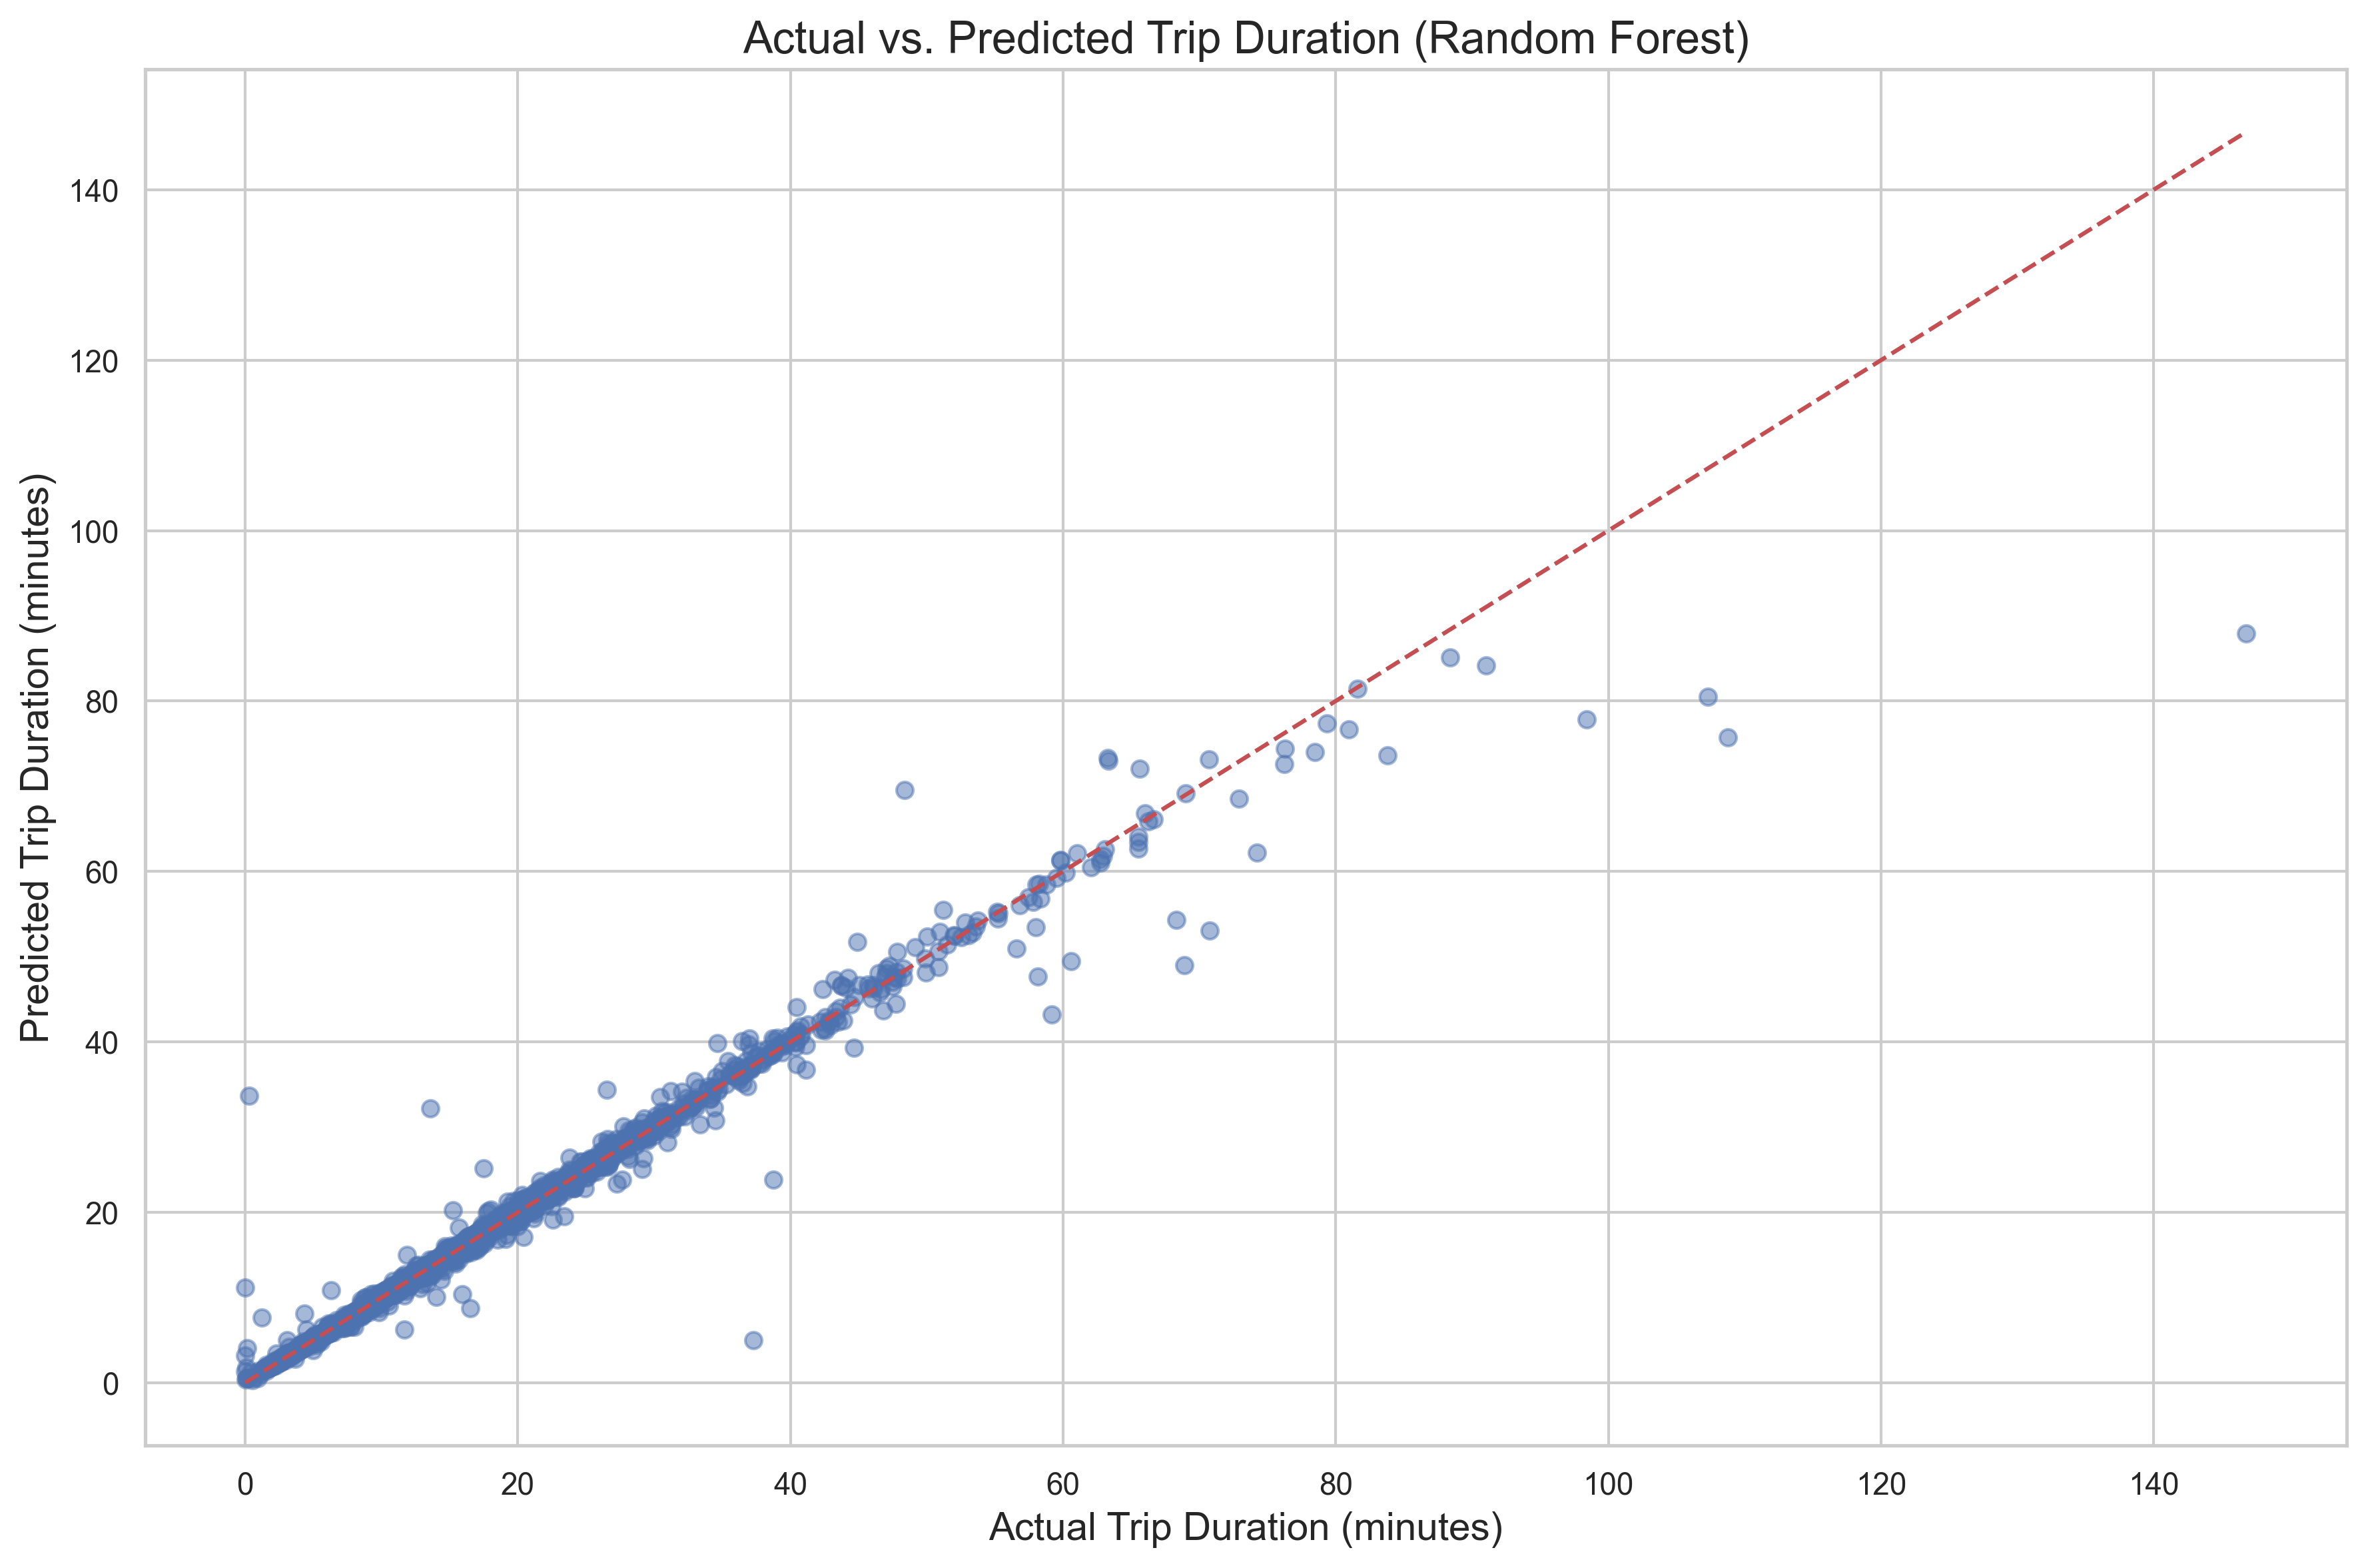 Actual vs. Predicted Trip Duration (Random Forest)
Predicted Trip Duration (minutes)
140
120
100
80
60
40
20
0
0 20 40 60 80 100 120 140
Actual Trip Duration (minutes)